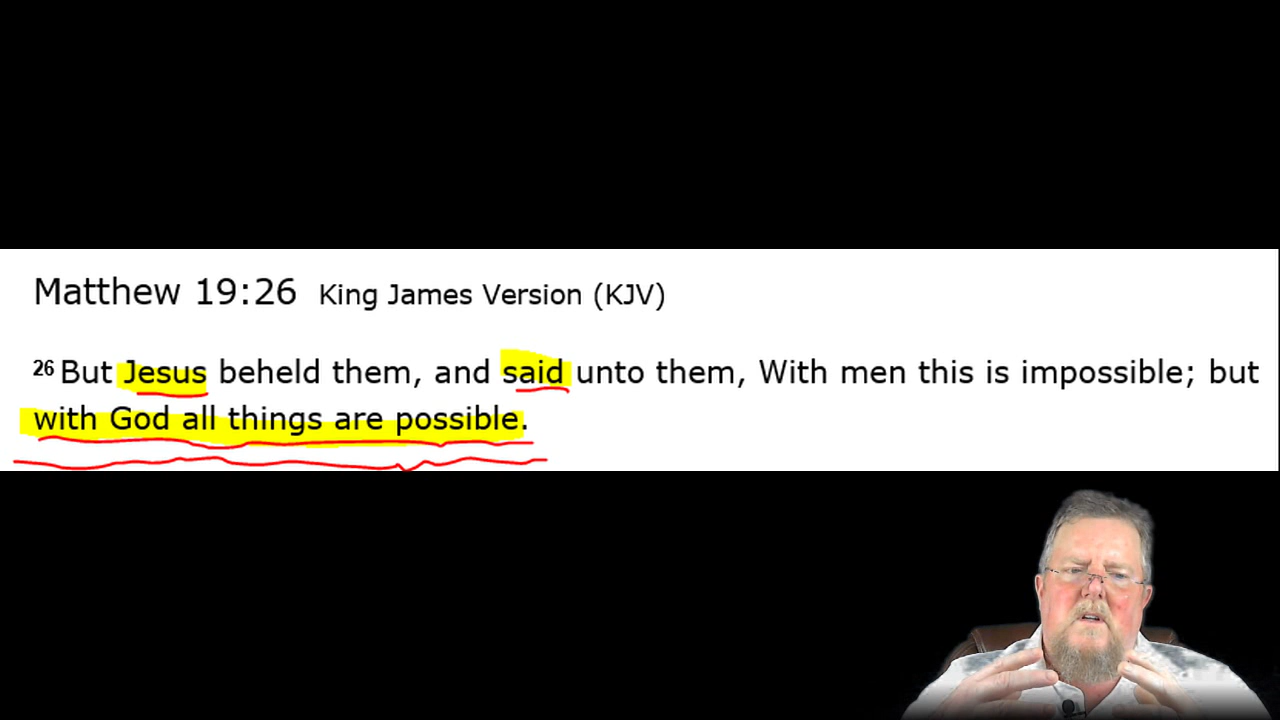 Matthew 19:26 King James Version (KJV)
26 But Jesus beheld them, and said unto them, With men this is impossible; but
with God all things are possible.